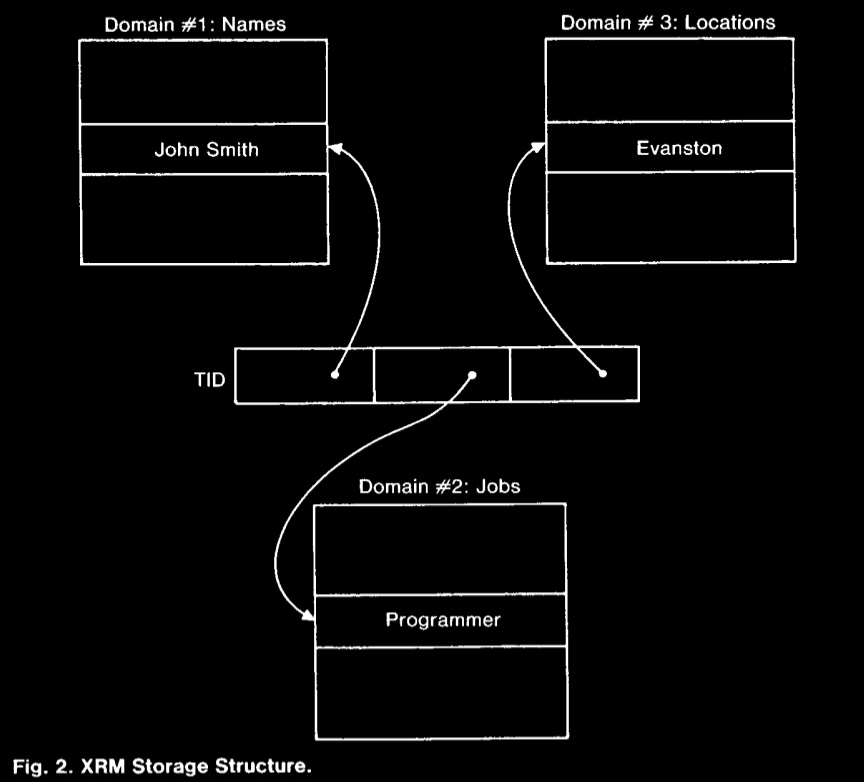 Domain #1: Names
Domain # 3: Locations
John Smith
Evanston
TID
Domain #2: Jobs
Programmer
Fig. 2. XRM Storage Structure.